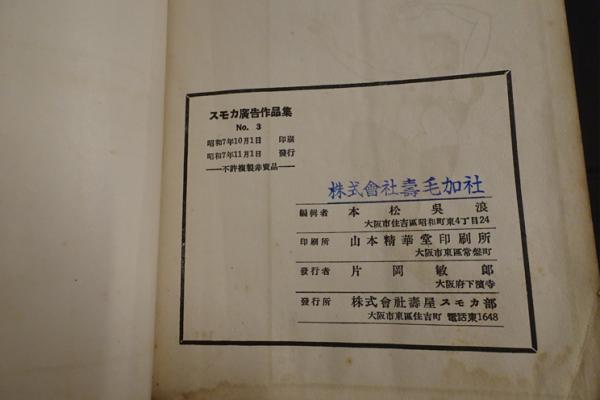 スモカ廣告作品集
No. 3
昭和7年10月1日 印刷
昭和7年11月1日 發行
──不許複製非賣品──
株式會社壽毛加社
編輯者 本松吳浪
大阪市住吉區昭和町東4丁目24
印刷所 山本精華堂印刷所
大阪市東區常盤町
發行者 片岡敏郎
大阪府下濱寺
發行所 株式會社壽屋スモカ部
大阪市東區住吉町 電話東1648